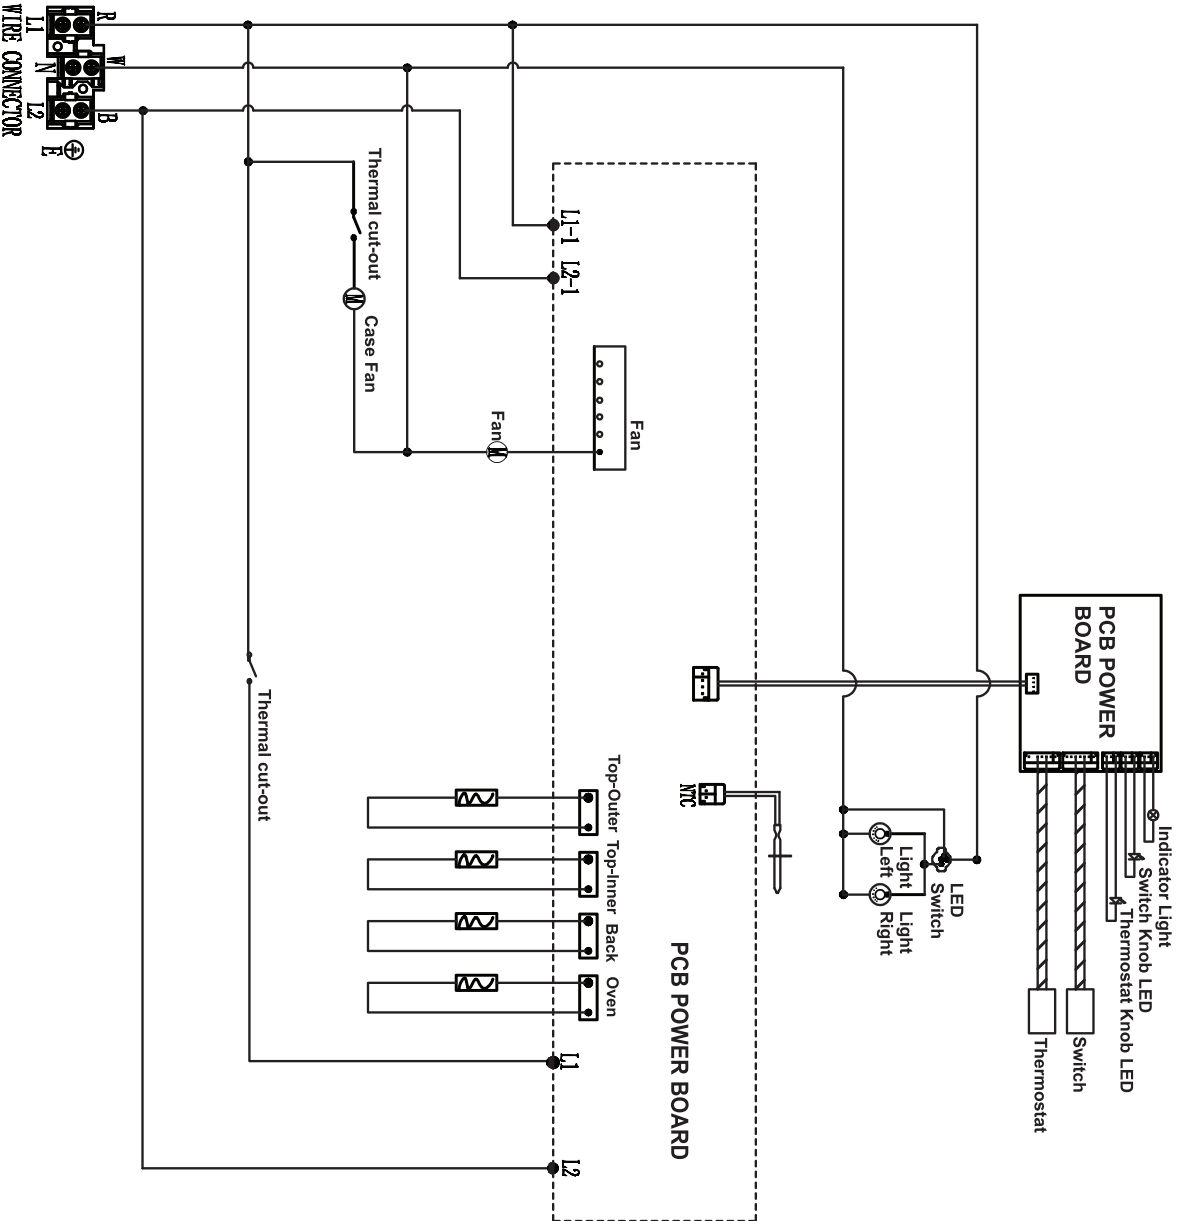 WIRE CONNECTOR
L1
R
N
W
L2
B
E
Thermal cut-out
M
Case Fan
L1-1
L2-1
Fan
M
Fan
Thermal cut-out
NTC
Top-Outer
Top-Inner
Back
Oven
L1
L2
PCB POWER BOARD
PCB POWER
BOARD
Light
Left
Light
Right
LED
Switch
Indicator Light
Switch Knob LED
Thermostat Knob LED
Switch
Thermostat